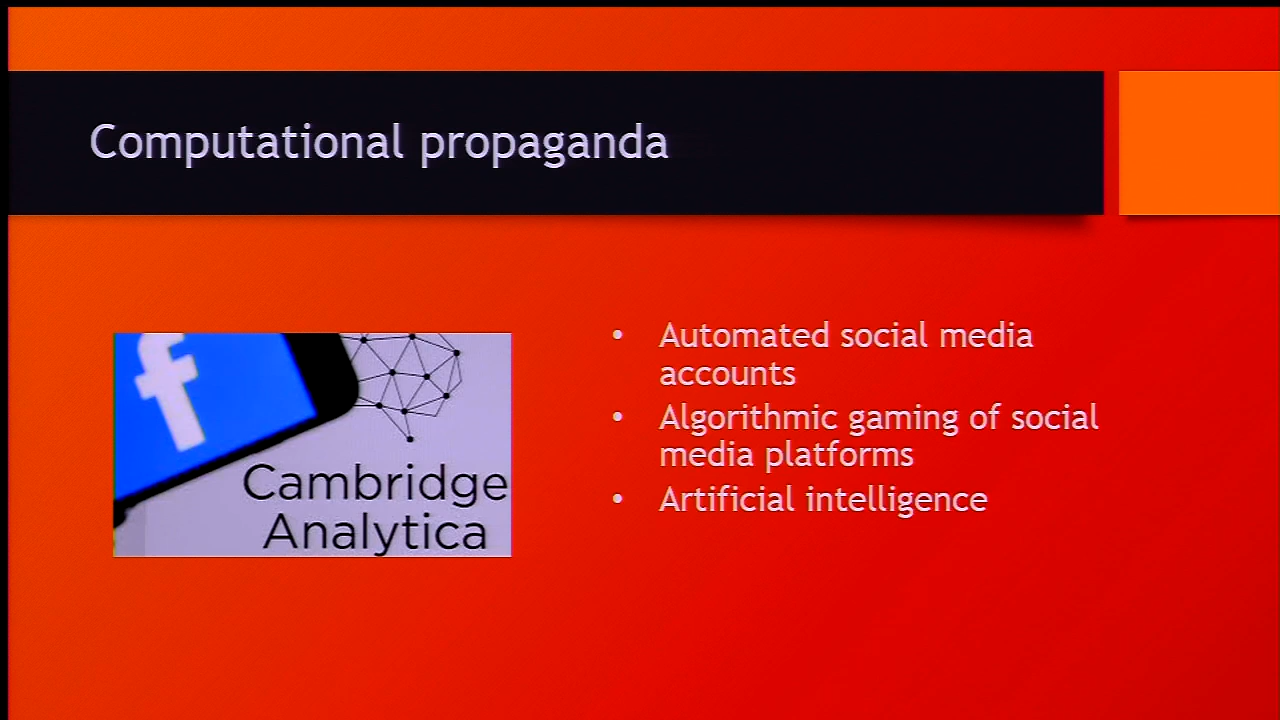 Computational propaganda
f
Cambridge
Analytica
• Automated social media
accounts
• Algorithmic gaming of social
media platforms
• Artificial intelligence